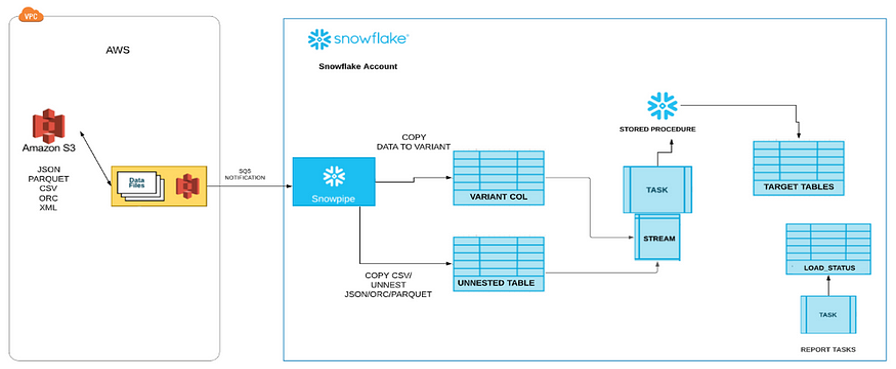 VPC
AWS
Amazon S3
JSON
PARQUET
CSV
ORC
XML
Data
Files
SQS
NOTIFICATION
snowflake®
Snowflake Account
Snowpipe
COPY
DATA TO VARIANT
VARIANT COL
COPY CSV/
UNNEST
JSON/ORC/PARQUET
UNNESTED TABLE
STORED PROCEDURE
TASK
STREAM
TARGET TABLES
LOAD_STATUS
TASK
REPORT TASKS